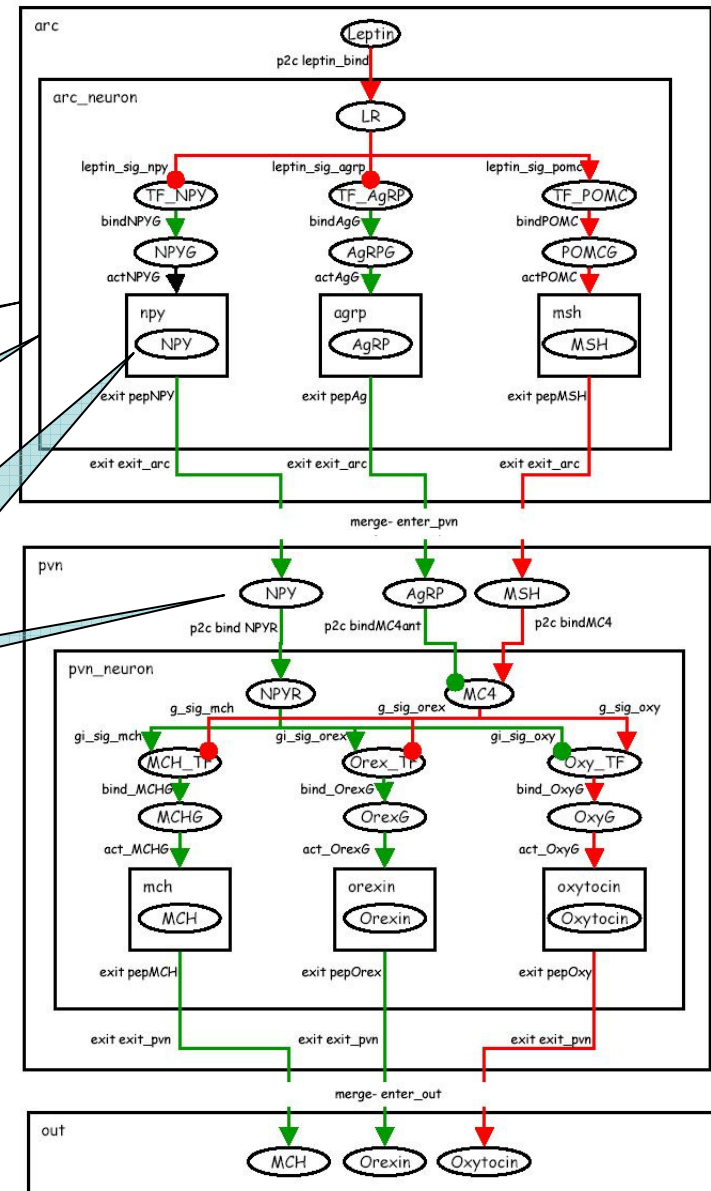 arc
Leptin
p2c leptin_bind
arc_neuron
LR
leptin_sig_npy leptin_sig_agrp leptin_sig_pomc
TF_NPY TF_AgRP TF_POMC
bindNPYG bindAgG bindPOMC
NPYG AgRPG POMCG
actNPYG actAgG actPOMC
npy agrp msh
NPY AgRP MSH
exit pepNPY exit pepAg exit pepMSH
exit exit_arc exit exit_arc exit exit_arc
merge- enter_pvn
pvn
NPY AgRP MSH
p2c bind NPYR p2c bindMC4ant p2c bindMC4
pvn_neuron
NPYR MC4
g_sig_mch g_sig_orex g_sig_oxy
gi_sig_mch gi_sig_orex gi_sig_oxy
MCH_TF Orex_TF Oxy_TF
bind_MCHG bind_OrexG bind_OxyG
MCHG OrexG OxyG
act_MCHG act_OrexG act_OxyG
mch orexin oxytocin
MCH Orexin Oxytocin
exit pepMCH exit pepOrex exit pepOxy
exit exit_pvn exit exit_pvn exit exit_pvn
merge- enter_out
out
MCH Orexin Oxytocin